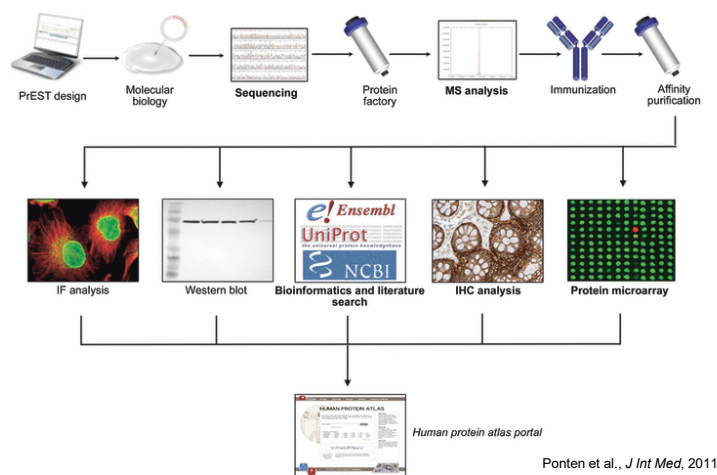 PrEST design
Molecular
biology
Sequencing
Protein
factory
MS analysis
Immunization
Affinity
purification
IF analysis
Western blot
e! Ensembl
UniProt
the universal protein knowledgebase
NCBI
Bioinformatics and literature
search
IHC analysis
Protein microarray
HUMAN PROTEIN ATLAS
Human protein atlas portal
Ponten et al., J Int Med, 2011